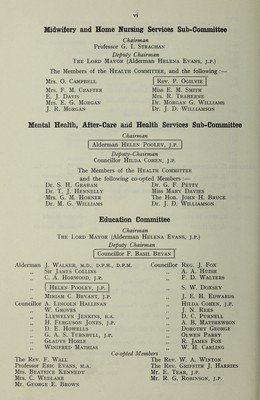 vi
Midwifery and Home Nursing Services Sub-Committee
Chairman
Professor G. I. STRACHAN
Deputy Chairman
THE LORD MAYOR (Alderman HELENA EVANS, J.P.)
The Members of the HEALTH COMMITTEE, and the following :—
Mrs. O. CAMPBELL Rev. P. OGILVIE
Mrs. F. M. CRAFTER Miss E. M. SMITH
E. J. DAVIS Mrs. R. TRAHERNE
Mrs. E. G. MORGAN Dr. MORGAN G. WILLIAMS
J. R. MORGAN Dr. J. D. WILLIAMSON
Mental Health, After-Care and Health Services Sub-Committee
Chairman
Alderman HELEN POOLEY, J.P.
Deputy-Chairman
Councillor HILDA COHEN, J.P.
The Members of the HEALTH COMMITTEE
and the following co-opted Members :—
Dr. S. H. GRAHAM Dr. G. F. PETTY
Dr. T. J. HENNELLY Miss MARY DAVIES
Mrs. G. M. HORNER The Hon. JOHN H. BRUCE
Dr. M. G. WILLIAMS Dr. J. D. WILLIAMSON
Education Committee
Chairman
THE LORD MAYOR (Alderman HELENA EVANS, J.P.)
Deputy Chairman
Councillor F. BASIL BEVAN
Alderman J. WALKER, M.D., D.P.H., D.P.M. Councillor REG. J. FOX
„ Sir JAMES COLLINS „ A. A. HUISH
„ C. A. HORWOOD, J.P. „ F. D. WALTERS
„ HELEN POOLEY, J.P. „ S. W. DORSEY
„ MIRIAM C. BRYANT, J.P. „ J. E. H. EDWARDS
Councillor A. LINCOLN HALLINAN „ HILDA COHEN, J.P.
„ W. GROVES „ J. N. REES
„ LLEWELYN JENKINS, B.A. „ D. C. PURNELL
„ H. FERGUSON JONES, J.P. „ A. B. MATTHEWSON
„ D. E. HOWELLS „ DOROTHY GEORGE
„ G. A. S. TURNBULL, J.P. „ OLWEN PARRY
„ GLADYS HOBLE „ R. JAMES FOX
„ WINIFRED MATHIAS „ W. H. CARLING
Co-opted Members
The Rev. F. WALL The Rev. W. A. WINTON
Professor ERIC EVANS, M.A. The Rev. GRIFFITH J. HARRIES
Mrs. BEATRICE KENNEDY Mr. E. TEAR, J.P.
Mrs. C. WEDLAKE Mr. R. G. ROBINSON, J.P.
Mr. GEORGE E. BROWN